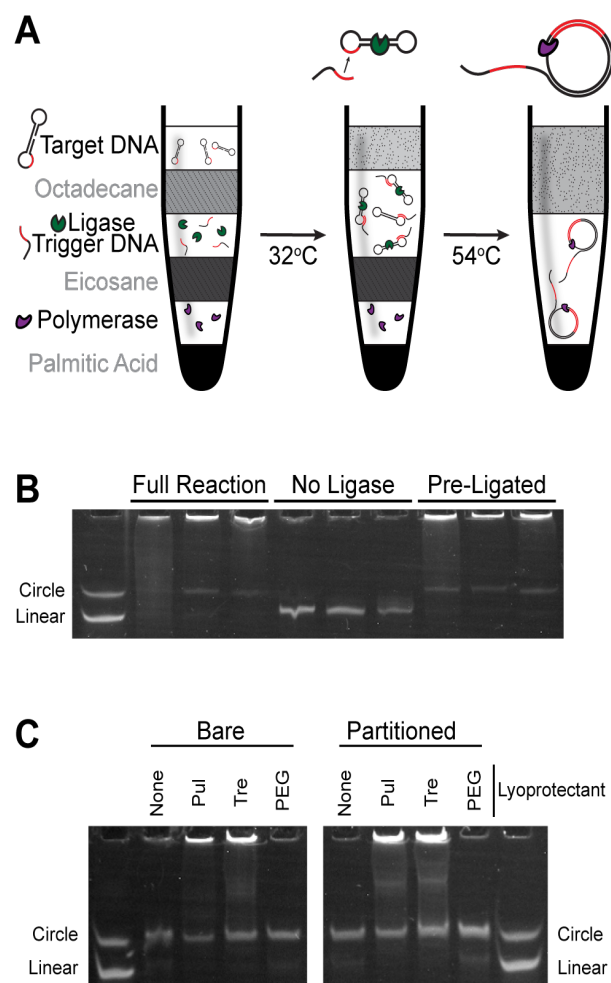 A
Target DNA
Octadecane
Ligase
Trigger DNA
Eicosane
Polymerase
Palmitic Acid
32°C
54°C
B
Full Reaction
No Ligase
Pre-Ligated
Circle
Linear
C
Bare
Partitioned
None
Pul
Tre
PEG
None
Pul
Tre
PEG
Lyoprotectant
Circle
Linear
Circle
Linear